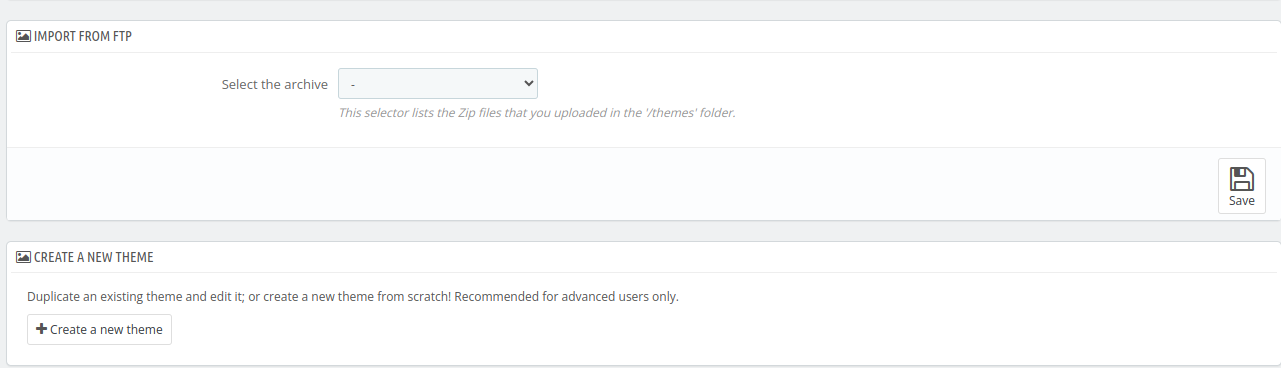 IMPORT FROM FTP
Select the archive
-
This selector lists the Zip files that you uploaded in the '/themes' folder.
Save
CREATE A NEW THEME
Duplicate an existing theme and edit it; or create a new theme from scratch! Recommended for advanced users only.
Create a new theme